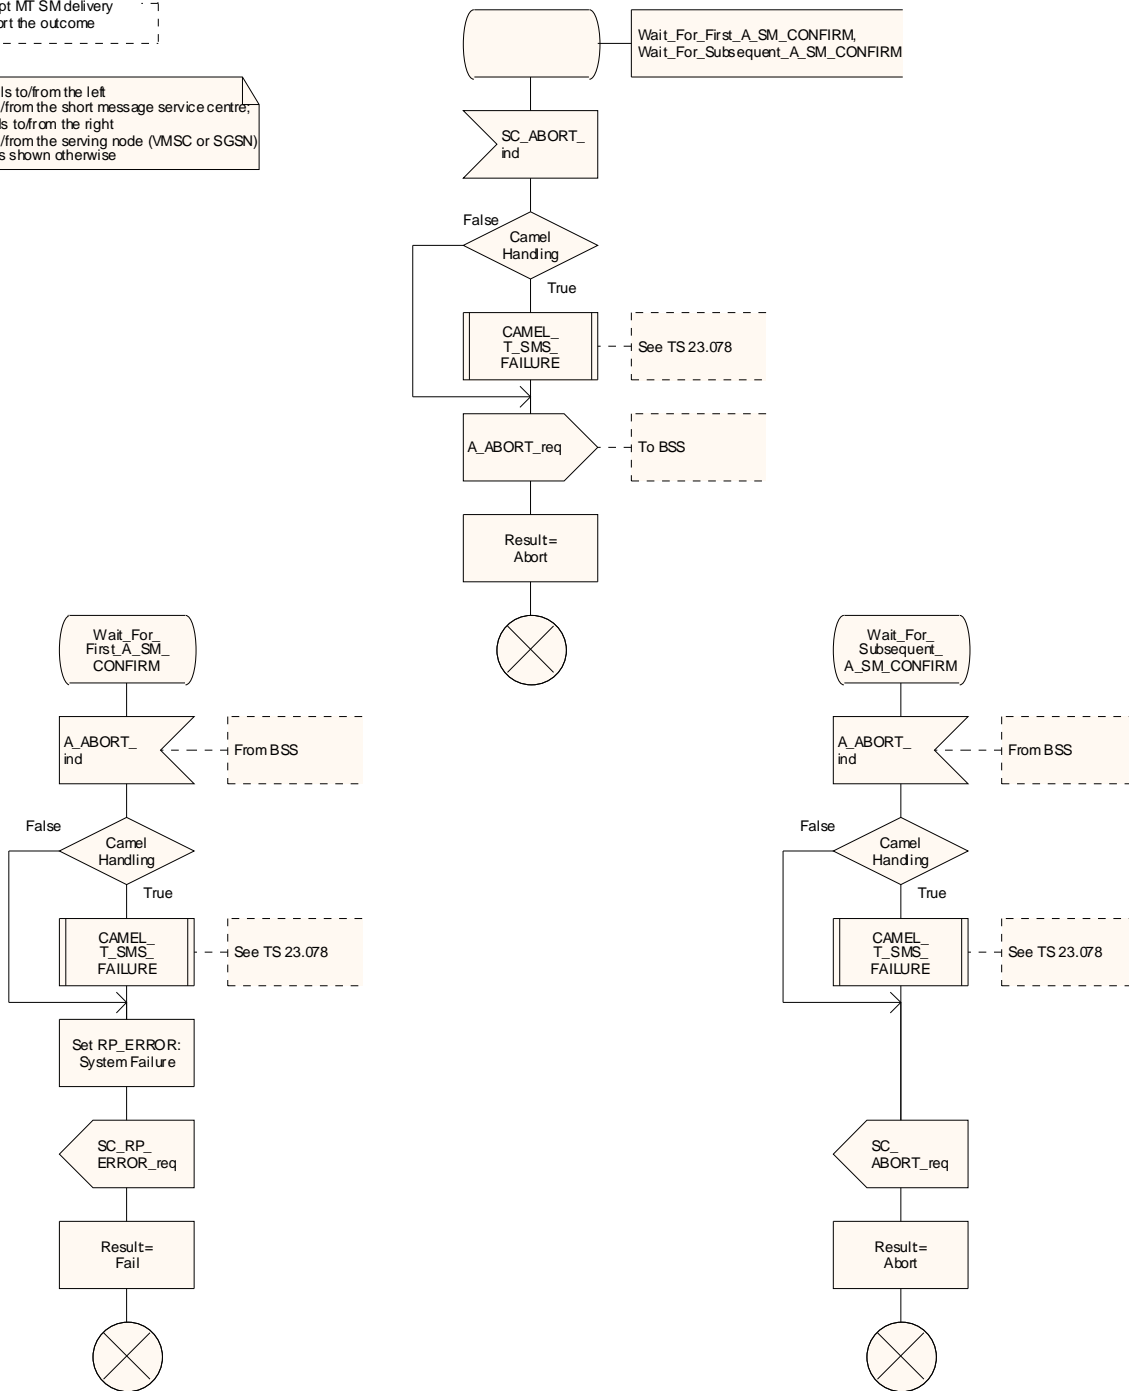 MT SM delivery
the outcome
to/from the left
/from the short message service centre;
to/from the right
/from the serving node (VMSC or SGSN)
shown otherwise
Wait_For_First_A_SM_CONFIRM,
Wait_For_Subsequent_A_SM_CONFIRM
SC_ABORT_
ind
False
Camel
Handling
True
CAMEL_
T_SMS_
FAILURE
See TS 23.078
A_ABORT_req
To BSS
Result=
Abort
Wait_For_
First_A_SM_
CONFIRM
A_ABORT_
ind
From BSS
False
Camel
Handling
True
CAMEL_
T_SMS_
FAILURE
See TS 23.078
Set RP_ERROR:
System Failure
SC_RP_
ERROR_req
Result=
Fail
Wait_For_
Subsequent_
A_SM_CONFIRM
A_ABORT_
ind
From BSS
False
Camel
Handling
True
CAMEL_
T_SMS_
FAILURE
See TS 23.078
SC_
ABORT_req
Result=
Abort